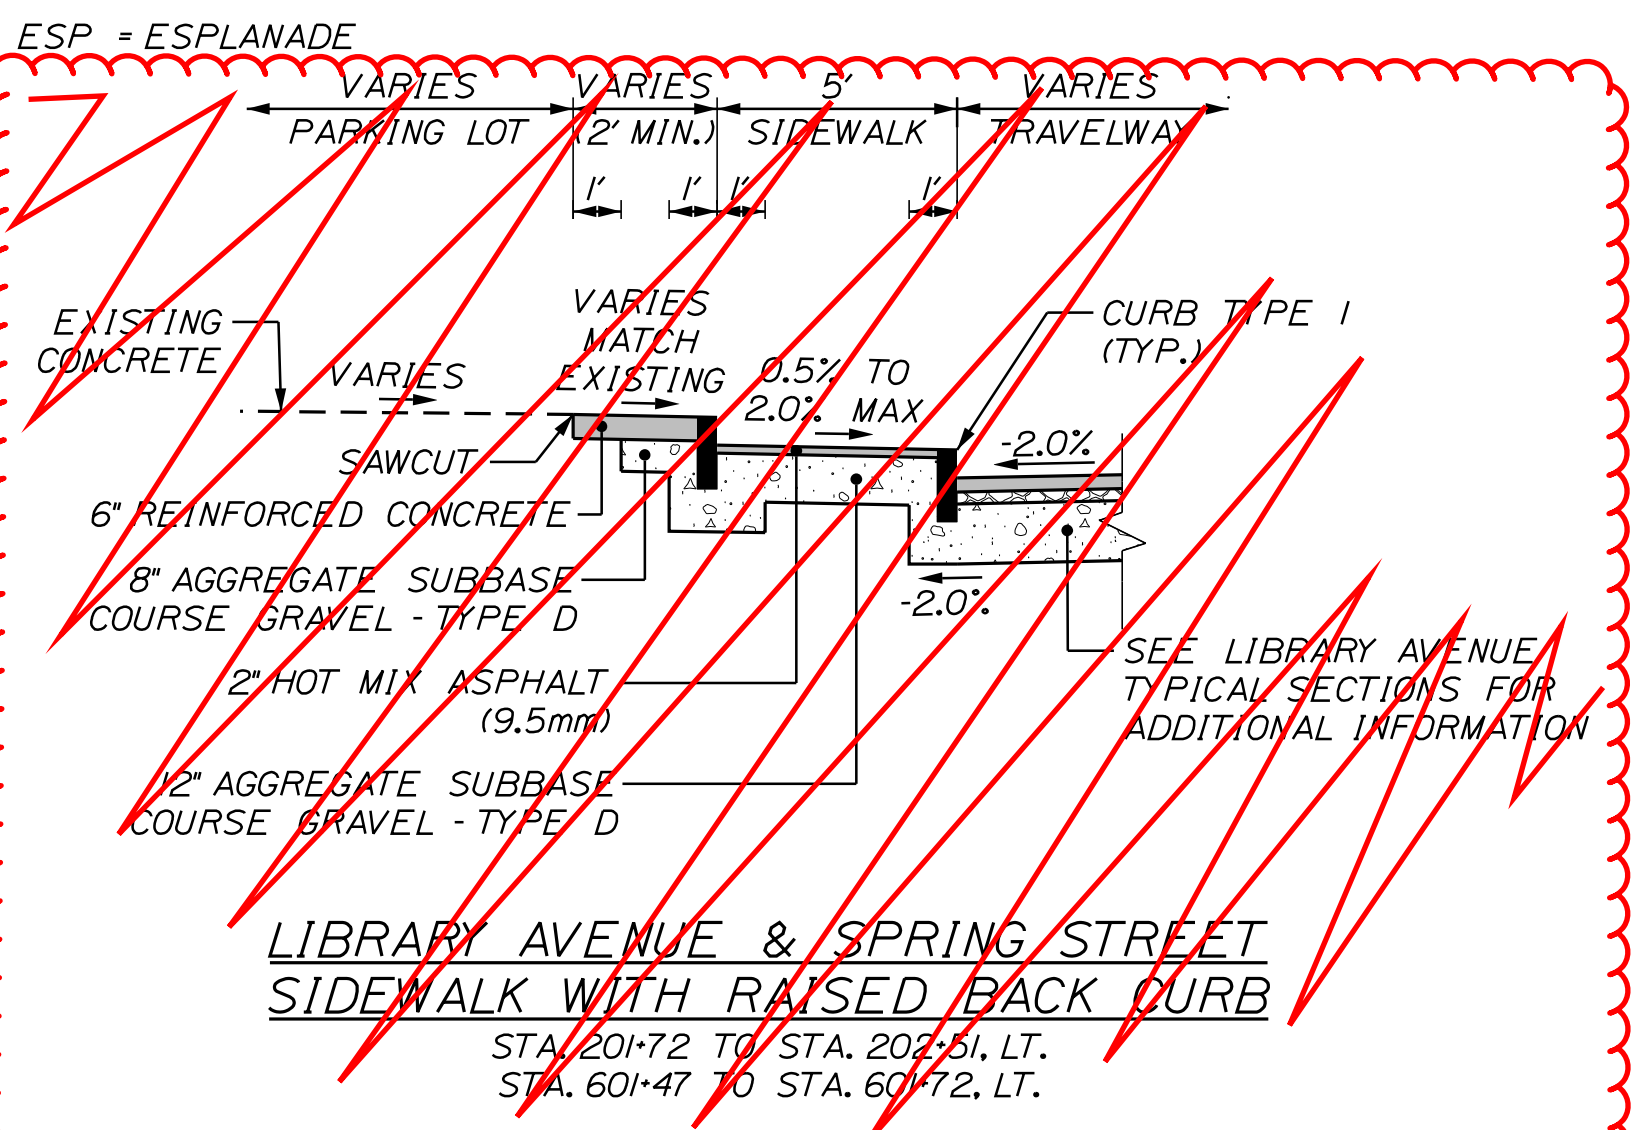 ESP = ESPLANADE
VARIES VARIES 5' VARIES
PARKING LOT (2' MIN.) SIDEWALK TRAVELWAY
1' 1' 1' 1'
EXISTING
CONCRETE
VARIES
VARIES
MATCH
EXISTING
0.5% TO
2.0% MAX
CURB TYPE 1
(TYP.)
-2.0%
SAWCUT
6" REINFORCED CONCRETE
8" AGGREGATE SUBBASE
COURSE GRAVEL - TYPE D
-2.0%
2" HOT MIX ASPHALT
(9.5mm)
SEE LIBRARY AVENUE
TYPICAL SECTIONS FOR
ADDITIONAL INFORMATION
12" AGGREGATE SUBBASE
COURSE GRAVEL - TYPE D
LIBRARY AVENUE & SPRING STREET
SIDEWALK WITH RAISED BACK CURB
STA. 201+72 TO STA. 202+51, LT.
STA. 601+47 TO STA. 601+72, LT.